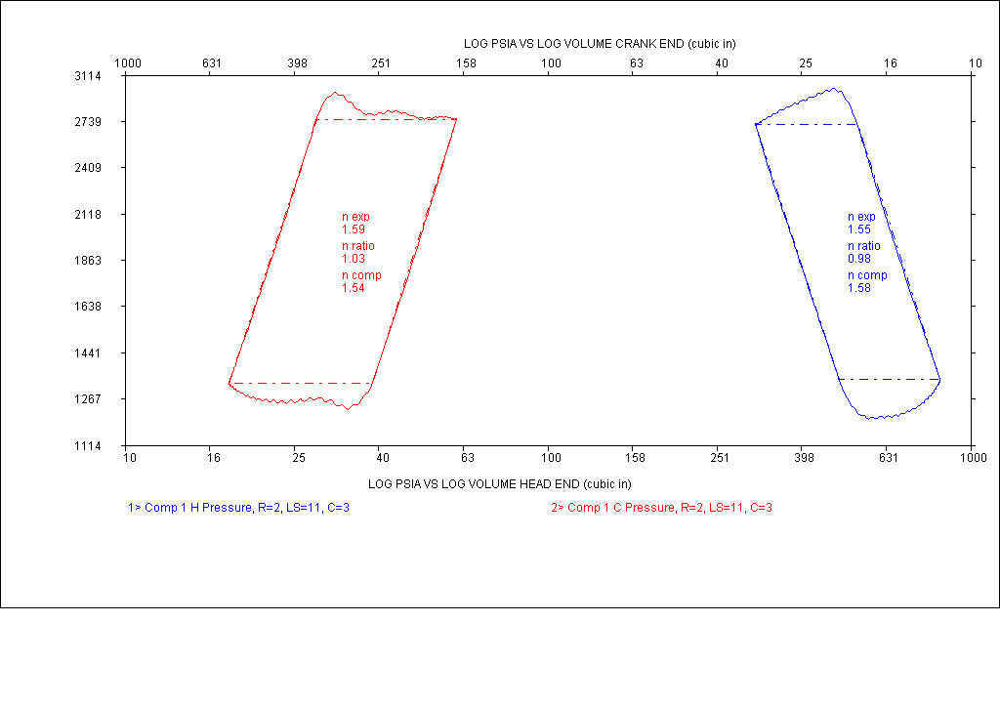 LOG PSIA VS LOG VOLUME CRANK END (cubic in)
1000 631 398 251 158 100 63 40 25 16 10
3114
2739
2409
2118
1863
1638
1441
1267
1114
n exp
1.59
n ratio
1.03
n comp
1.54
n exp
1.55
n ratio
0.98
n comp
1.58
10 16 25 40 63 100 158 251 398 631 1000
LOG PSIA VS LOG VOLUME HEAD END (cubic in)
1> Comp 1 H Pressure, R=2, LS=11, C=3
2> Comp 1 C Pressure, R=2, LS=11, C=3